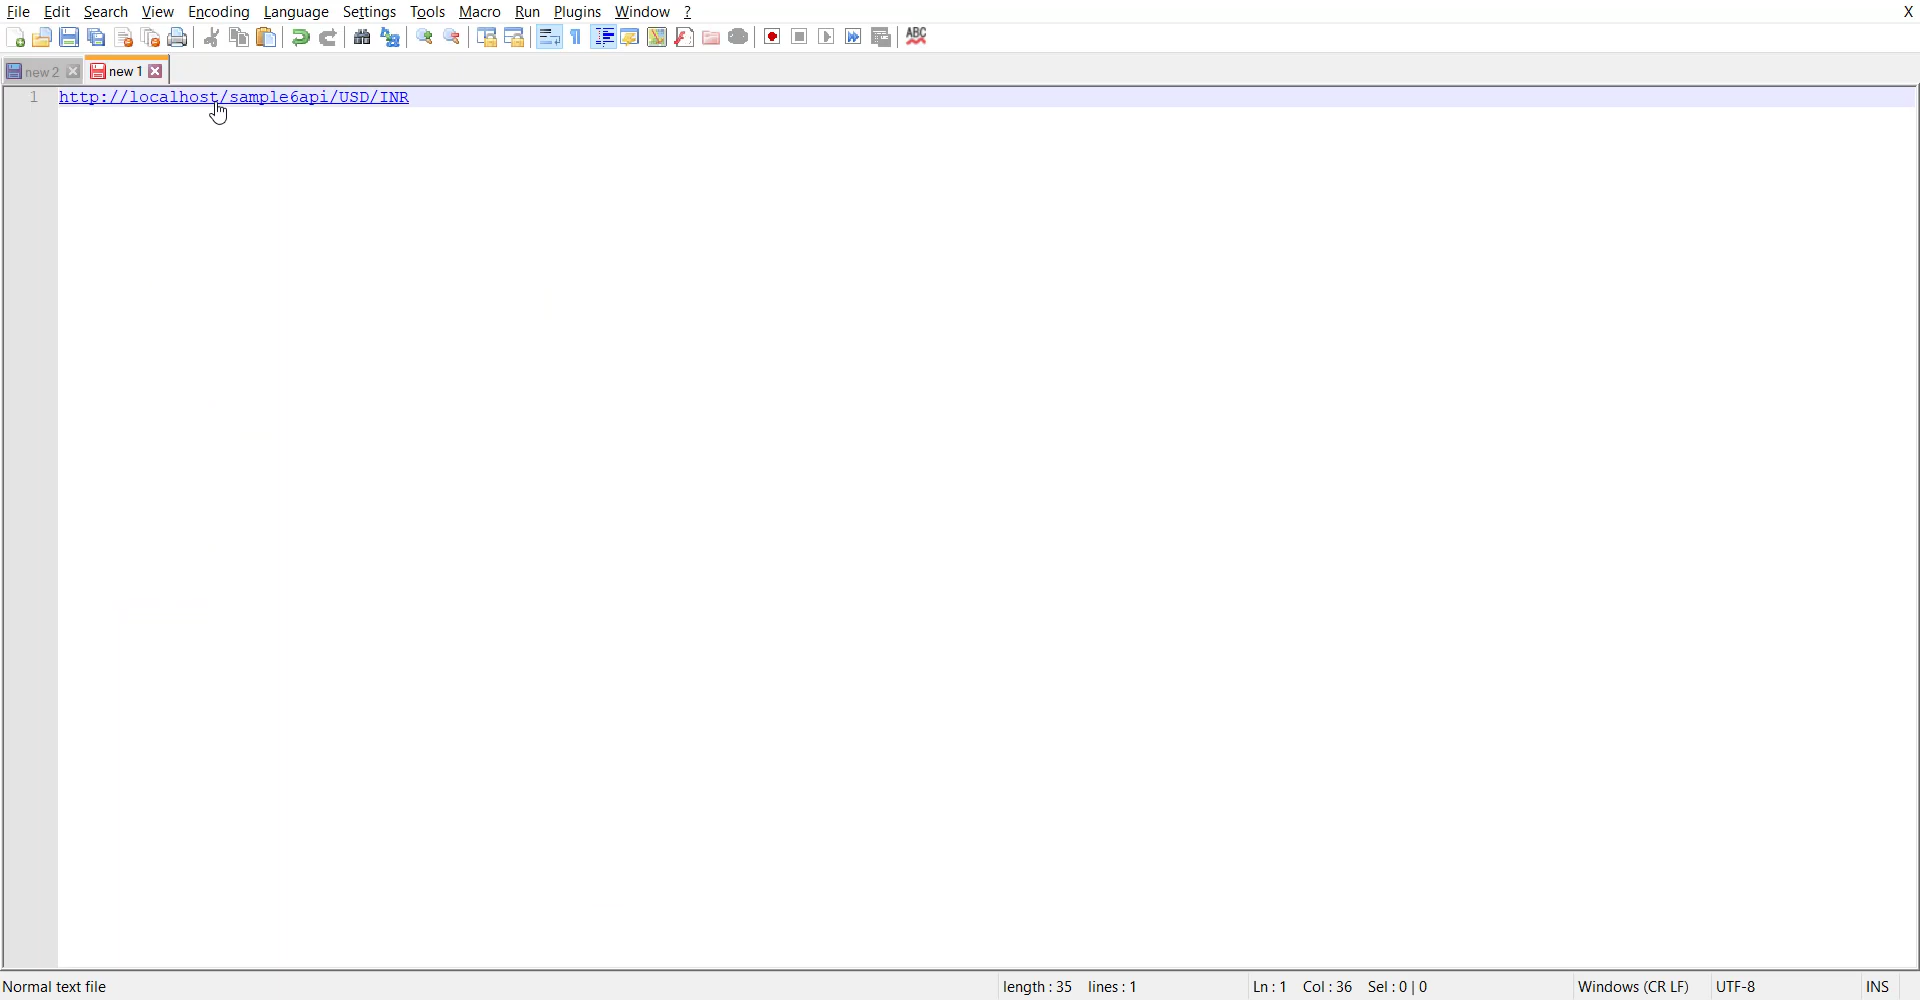 File Edit Search View Encoding Language Settings Tools Macro Run Plugins Window ? X
ABC
new 2 new 1
1 http://localhost/sample6api/USD/INR
Normal text file length : 35 lines : 1 Ln : 1 Col : 36 Sel : 0 | 0 Windows (CR LF) UTF-8 INS